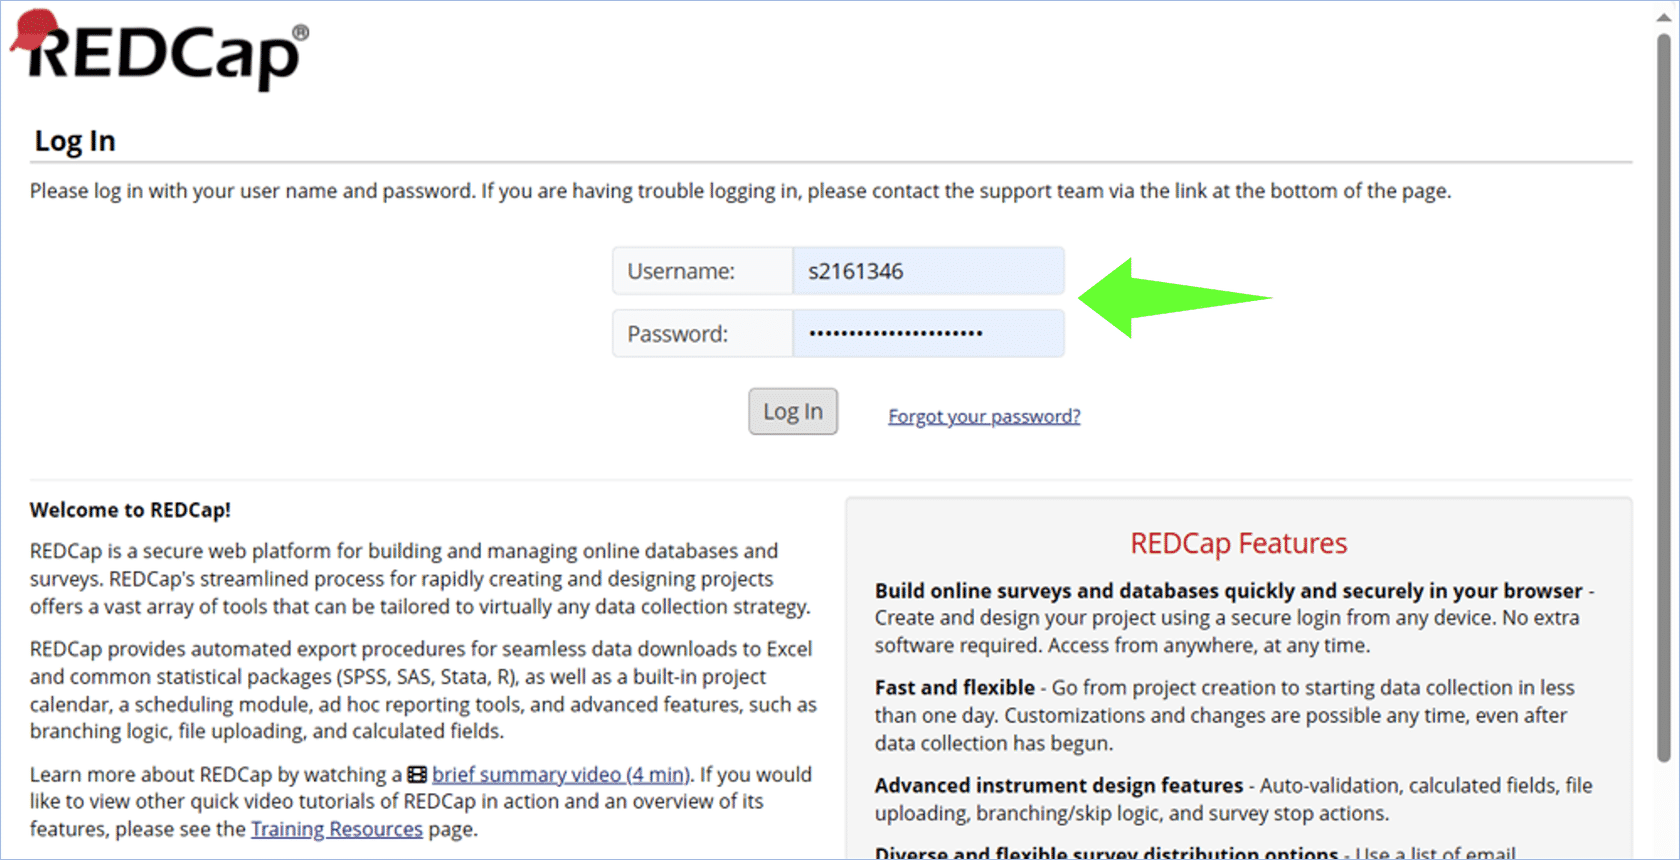 REDCap®
Log In
Please log in with your user name and password. If you are having trouble logging in, please contact the support team via the link at the bottom of the page.
Username: s2161346
Password: ••••••••••••••••••••••
Log In Forgot your password?
Welcome to REDCap!
REDCap is a secure web platform for building and managing online databases and
surveys. REDCap's streamlined process for rapidly creating and designing projects
offers a vast array of tools that can be tailored to virtually any data collection strategy.
REDCap provides automated export procedures for seamless data downloads to Excel
and common statistical packages (SPSS, SAS, Stata, R), as well as a built-in project
calendar, a scheduling module, ad hoc reporting tools, and advanced features, such as
branching logic, file uploading, and calculated fields.
Learn more about REDCap by watching a brief summary video (4 min). If you would
like to view other quick video tutorials of REDCap in action and an overview of its
features, please see the Training Resources page.
REDCap Features
Build online surveys and databases quickly and securely in your browser -
Create and design your project using a secure login from any device. No extra
software required. Access from anywhere, at any time.
Fast and flexible - Go from project creation to starting data collection in less
than one day. Customizations and changes are possible any time, even after
data collection has begun.
Advanced instrument design features - Auto-validation, calculated fields, file
uploading, branching/skip logic, and survey stop actions.
Diverse and flexible survey distribution options - Use a list of email